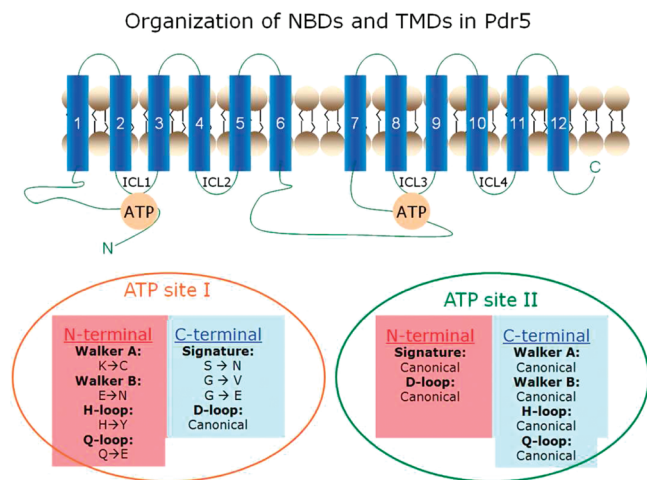 Organization of NBDs and TMDs in Pdr5
1 2 3 4 5 6 7 8 9 10 11 12
ICL1 ICL2 ICL3 ICL4
C
ATP ATP
N
ATP site I
N-terminal
Walker A:
K→C
Walker B:
E→N
H-loop:
H→Y
Q-loop:
Q→E
C-terminal
Signature:
S → N
G → V
G → E
D-loop:
Canonical
ATP site II
N-terminal
Signature:
Canonical
D-loop:
Canonical
C-terminal
Walker A:
Canonical
Walker B:
Canonical
H-loop:
Canonical
Q-loop:
Canonical